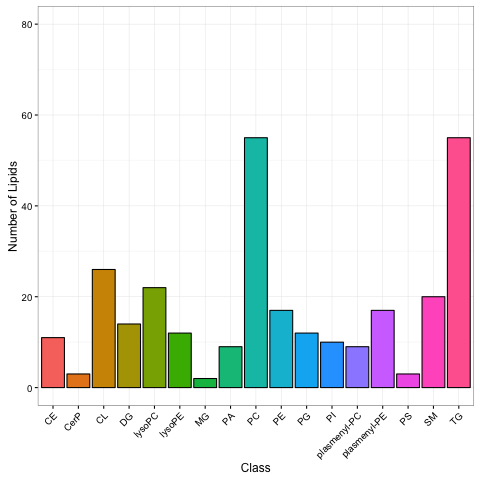 80
60
40
20
0
Number of Lipids
CE
CerP
CL
DG
lysoPC
lysoPE
MG
PA
PC
PE
PG
PI
plasmenyl-PC
plasmenyl-PE
PS
SM
TG
Class